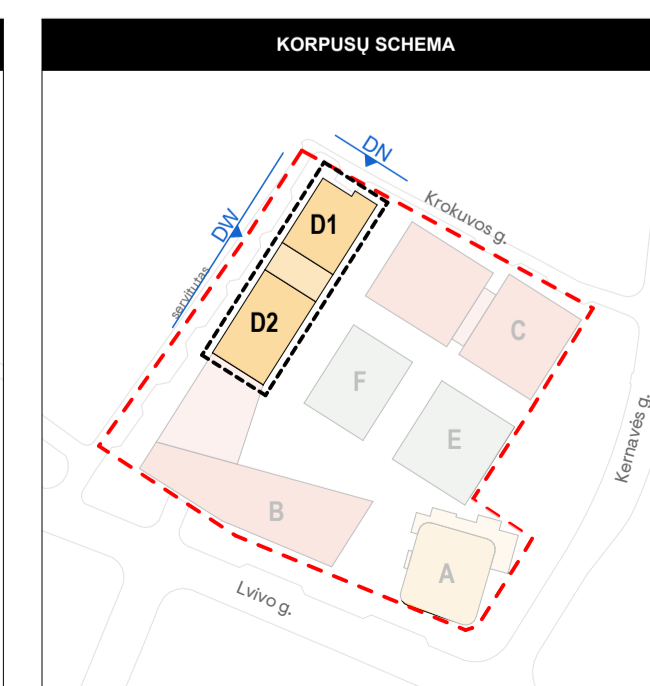 KORPUSŲ SCHEMA
DN
DW
D1
Krokuvos g.
servitutas
D2
C
F
E
Kernavės g.
B
A
Lvivo g.